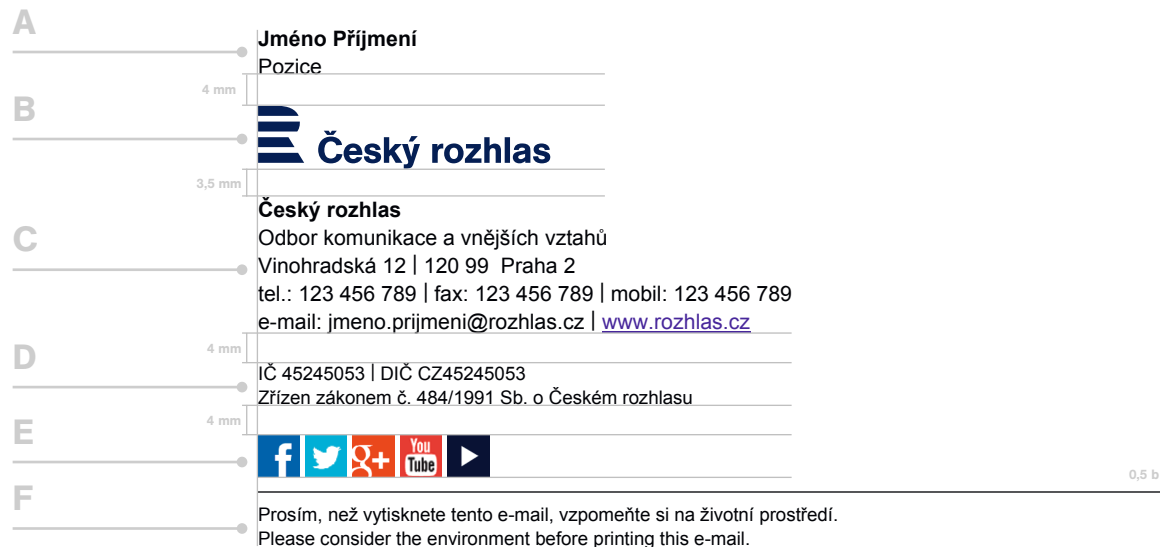 A
Jméno Příjmení
Pozice
4 mm
B
Český rozhlas
3,5 mm
Český rozhlas
C
Odbor komunikace a vnějších vztahů
Vinohradská 12 | 120 99  Praha 2
tel.: 123 456 789 | fax: 123 456 789 | mobil: 123 456 789
e-mail: jmeno.prijmeni@rozhlas.cz | www.rozhlas.cz
4 mm
D
IČ 45245053 | DIČ CZ45245053
Zřízen zákonem č. 484/1991 Sb. o Českém rozhlasu
4 mm
E
f g+ You Tube
0,5 b
F
Prosím, než vytisknete tento e-mail, vzpomeňte si na životní prostředí.
Please consider the environment before printing this e-mail.